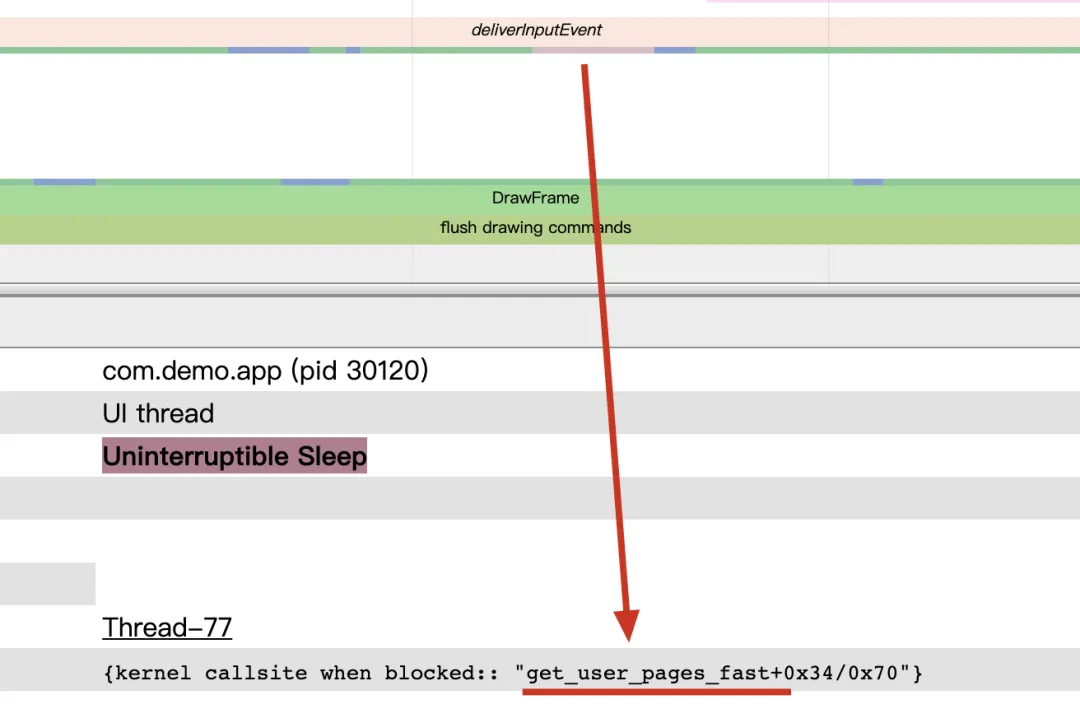 deliverInputEvent
DrawFrame
flush drawing commands
com.demo.app (pid 30120)
UI thread
Uninterruptible Sleep
Thread-77
{kernel callsite when blocked:: "get_user_pages_fast+0x34/0x70"}